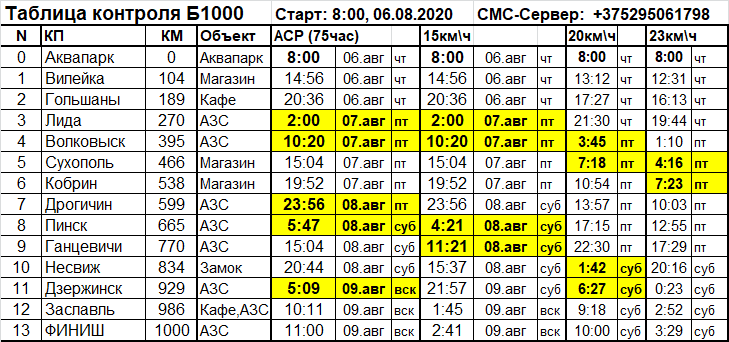 Таблица контроля Б1000 Старт: 8:00, 06.08.2020 СМС-Сервер: +375295061798
N КП КМ Объект АСР (75час) 15км\ч 20км\ч 23км\ч
0 Аквапарк 0 Аквапарк 8:00 06.авг чт 8:00 06.авг чт 8:00 чт 8:00 чт
1 Вилейка 104 Магазин 14:56 06.авг чт 14:56 06.авг чт 13:12 чт 12:31 чт
2 Гольшаны 189 Кафе 20:36 06.авг чт 20:36 06.авг чт 17:27 чт 16:13 чт
3 Лида 270 АЗС 2:00 07.авг пт 2:00 07.авг пт 21:30 чт 19:44 чт
4 Волковыск 395 АЗС 10:20 07.авг пт 10:20 07.авг пт 3:45 пт 1:10 пт
5 Сухополь 466 Магазин 15:04 07.авг пт 15:04 07.авг пт 7:18 пт 4:16 пт
6 Кобрин 538 Магазин 19:52 07.авг пт 19:52 07.авг пт 10:54 пт 7:23 пт
7 Дрогичин 599 АЗС 23:56 08.авг пт 23:56 08.авг суб 13:57 пт 10:03 пт
8 Пинск 665 АЗС 5:47 08.авг суб 4:21 08.авг суб 17:15 пт 12:55 пт
9 Ганцевичи 770 АЗС 15:04 08.авг суб 11:21 08.авг суб 22:30 пт 17:29 пт
10 Несвиж 834 Замок 20:44 08.авг суб 15:37 08.авг суб 1:42 суб 20:16 суб
11 Дзержинск 929 АЗС 5:09 09.авг вск 21:57 08.авг суб 6:27 суб 0:23 суб
12 Заславль 986 Кафе,АЗС 10:11 09.авг вск 1:45 09.авг вск 9:18 суб 2:52 суб
13 ФИНИШ 1000 АЗС 11:00 09.авг вск 2:41 09.авг вск 10:00 суб 3:29 суб